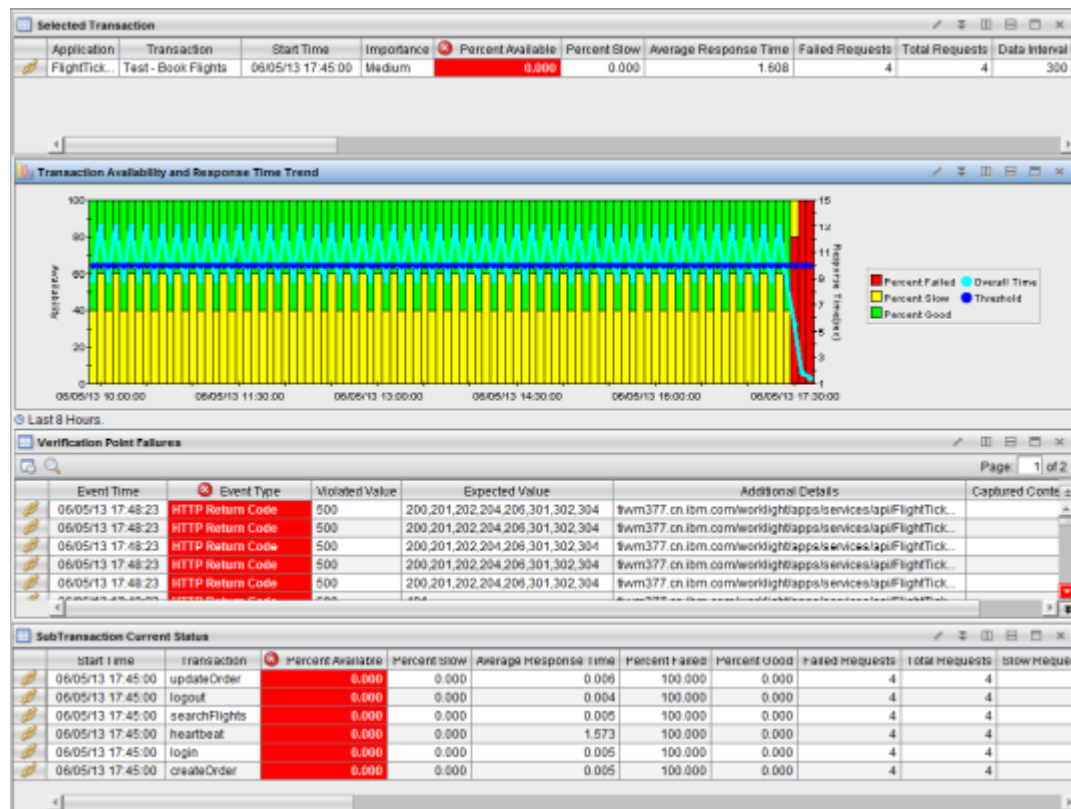 Selected Transaction
Application Transaction Start Time Importance Percent Available Percent Slow Average Response Time Failed Requests Total Requests Data Interval
FlightTick... Test - Book Flights 06/05/13 17:45:00 Medium 0.000 0.000 1.608 4 4 300
Transaction Availability and Response Time Trend
100
80
60
40
20
0
Availability
15
13
11
9
7
5
3
1
Response Time(sec)
06/05/13 10:00:00 06/05/13 11:30:00 06/05/13 13:00:00 06/05/13 14:30:00 06/05/13 16:00:00 06/05/13 17:30:00
Percent Failed Overall Time
Percent Slow Threshold
Percent Good
Last 8 Hours.
Verification Point Failures
Page: 1 of 2
Event Time Event Type Violated Value Expected Value Additional Details Captured Conte
06/05/13 17:48:23 HTTP Return Code 500 200,201,202,204,206,301,302,304 tivvm377.cn.ibm.com/worklight/apps/services/api/FlightTick...
06/05/13 17:48:23 HTTP Return Code 500 200,201,202,204,206,301,302,304 tivvm377.cn.ibm.com/worklight/apps/services/api/FlightTick...
06/05/13 17:48:23 HTTP Return Code 500 200,201,202,204,206,301,302,304 tivvm377.cn.ibm.com/worklight/apps/services/api/FlightTick...
06/05/13 17:48:23 HTTP Return Code 500 200,201,202,204,206,301,302,304 tivvm377.cn.ibm.com/worklight/apps/services/api/FlightTick...
06/05/13 17:48:23 HTTP Return Code 500 200,201,202,204,206,301,302,304 tivvm377.cn.ibm.com/worklight/apps/services/api/FlightTick...
SubTransaction Current Status
Start Time Transaction Percent Available Percent Slow Average Response Time Percent Failed Percent Good Failed Requests Total Requests Slow Reque
06/05/13 17:45:00 updateOrder 0.000 0.000 0.006 100.000 0.000 4 4
06/05/13 17:45:00 logout 0.000 0.000 0.004 100.000 0.000 4 4
06/05/13 17:45:00 searchFlights 0.000 0.000 0.005 100.000 0.000 4 4
06/05/13 17:45:00 heartbeat 0.000 0.000 1.573 100.000 0.000 4 4
06/05/13 17:45:00 login 0.000 0.000 0.005 100.000 0.000 4 4
06/05/13 17:45:00 createOrder 0.000 0.000 0.005 100.000 0.000 4 4